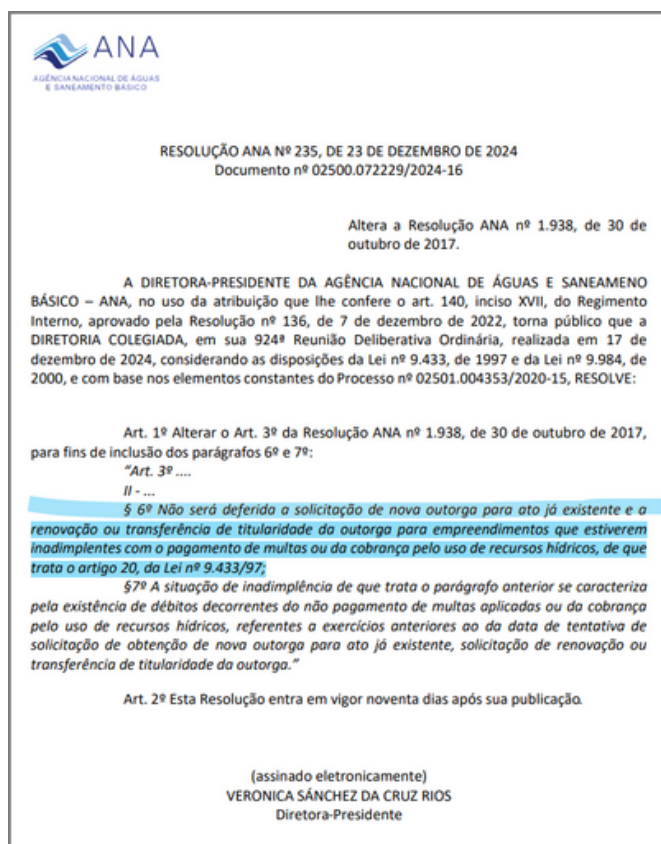 ANA
AGÊNCIA NACIONAL DE ÁGUAS
E SANEAMENTO BÁSICO
RESOLUÇÃO ANA Nº 235, DE 23 DE DEZEMBRO DE 2024
Documento nº 02500.072229/2024-16
Altera a Resolução ANA nº 1.938, de 30 de
outubro de 2017.
A DIRETORA-PRESIDENTE DA AGÊNCIA NACIONAL DE ÁGUAS E SANEAMENO
BÁSICO – ANA, no uso da atribuição que lhe confere o art. 140, inciso XVII, do Regimento
Interno, aprovado pela Resolução nº 136, de 7 de dezembro de 2022, torna público que a
DIRETORIA COLEGIADA, em sua 924ª Reunião Deliberativa Ordinária, realizada em 17 de
dezembro de 2024, considerando as disposições da Lei nº 9.433, de 1997 e da Lei nº 9.984, de
2000, e com base nos elementos constantes do Processo nº 02501.004353/2020-15, RESOLVE:
Art. 1º Alterar o Art. 3º da Resolução ANA nº 1.938, de 30 de outubro de 2017,
para fins de inclusão dos parágrafos 6º e 7º:
"Art. 3º ....
II - ...
§ 6º Não será deferida a solicitação de nova outorga para ato já existente e a
renovação ou transferência de titularidade da outorga para empreendimentos que estiverem
inadimplentes com o pagamento de multas ou da cobrança pelo uso de recursos hídricos, de que
trata o artigo 20, da Lei nº 9.433/97;
§7º A situação de inadimplência de que trata o parágrafo anterior se caracteriza
pela existência de débitos decorrentes do não pagamento de multas aplicadas ou da cobrança
pelo uso de recursos hídricos, referentes a exercícios anteriores ao da data de tentativa de
solicitação de obtenção de nova outorga para ato já existente, solicitação de renovação ou
transferência de titularidade da outorga."
Art. 2º Esta Resolução entra em vigor noventa dias após sua publicação.
(assinado eletronicamente)
VERONICA SÁNCHEZ DA CRUZ RIOS
Diretora-Presidente